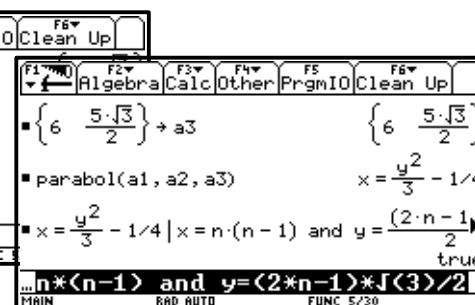 F6▼
O Clean Up
F1▼ F2▼ F3▼ F4▼ F5 F6▼
Algebra Calc Other PrgmIO Clean Up
▪ {6 5·√3/2} → a3 {6 5·√3/2}
▪ parabol(a1, a2, a3) x = y²/3 - 1/4
▪ x = y²/3 - 1/4 | x = n·(n - 1) and y = (2·n - 1/2▶
true
…n*(n-1) and y=(2*n-1)*√(3)/2
MAIN RAD AUTO FUNC 5/30